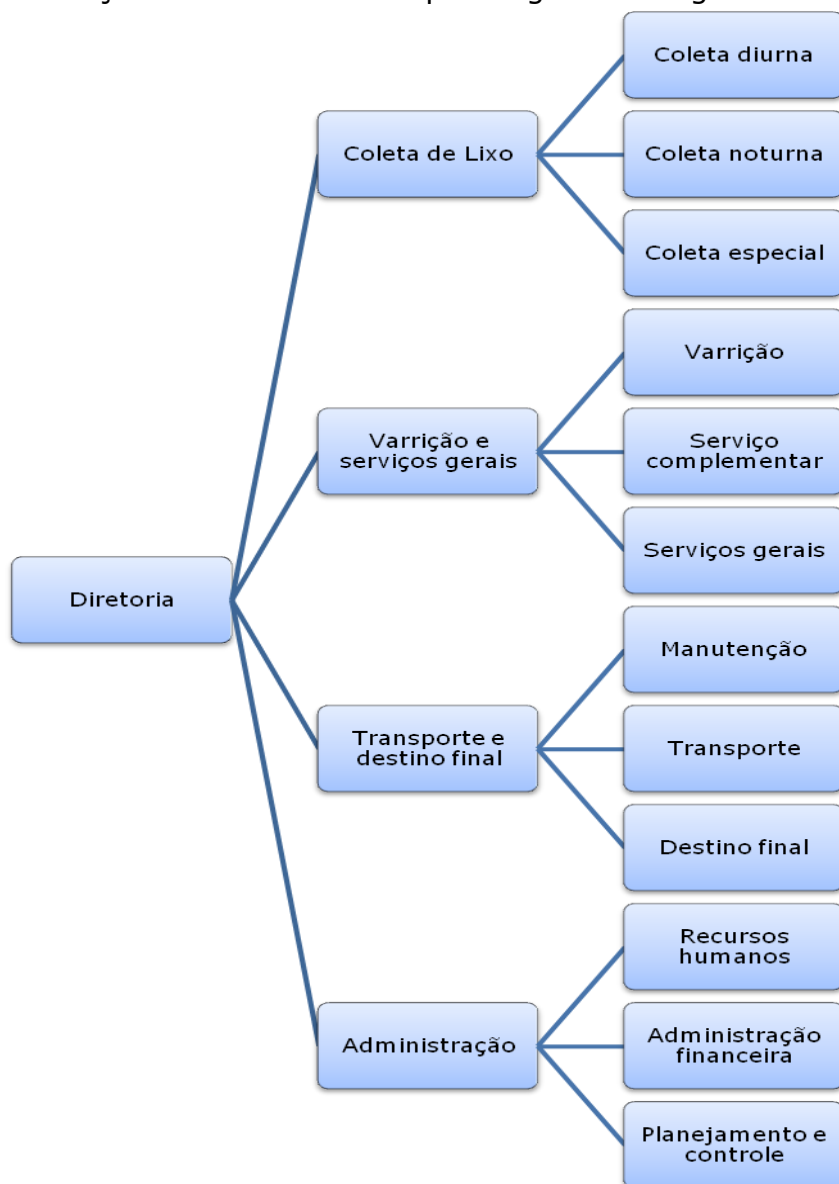 Coleta diurna
Coleta de Lixo
Coleta noturna
Coleta especial
Varrição
Varrição e
serviços gerais
Serviço
complementar
Serviços gerais
Diretoria
Manutenção
Transporte e
destino final
Transporte
Destino final
Recursos
humanos
Administração
Administração
financeira
Planejamento e
controle